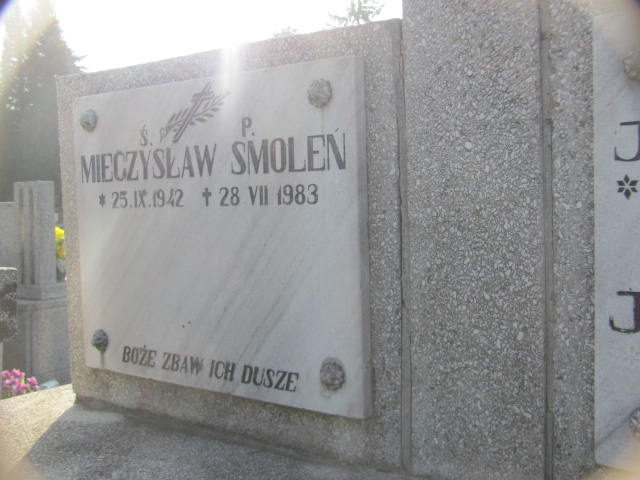 Ś. P.
MIECZYSŁAW SMOLEŃ
* 25.IX.1942 † 28 VII 1983
BOŻE ZBAW ICH DUSZE
J
*
J